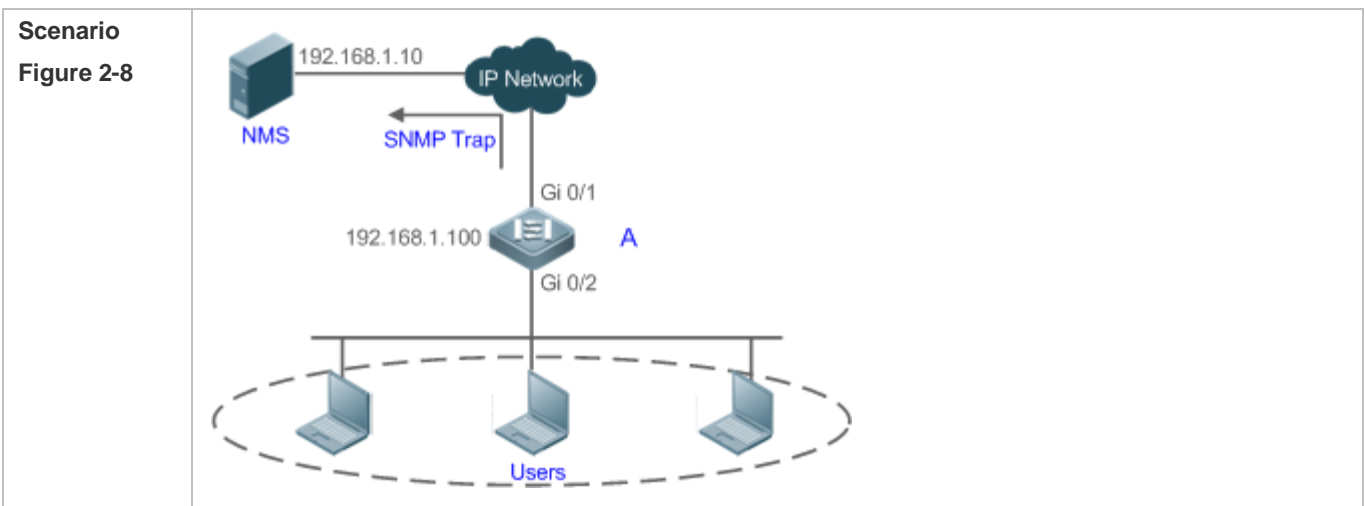 Scenario
Figure 2-8
192.168.1.10
IP Network
NMS
SNMP Trap
Gi 0/1
192.168.1.100
A
Gi 0/2
Users